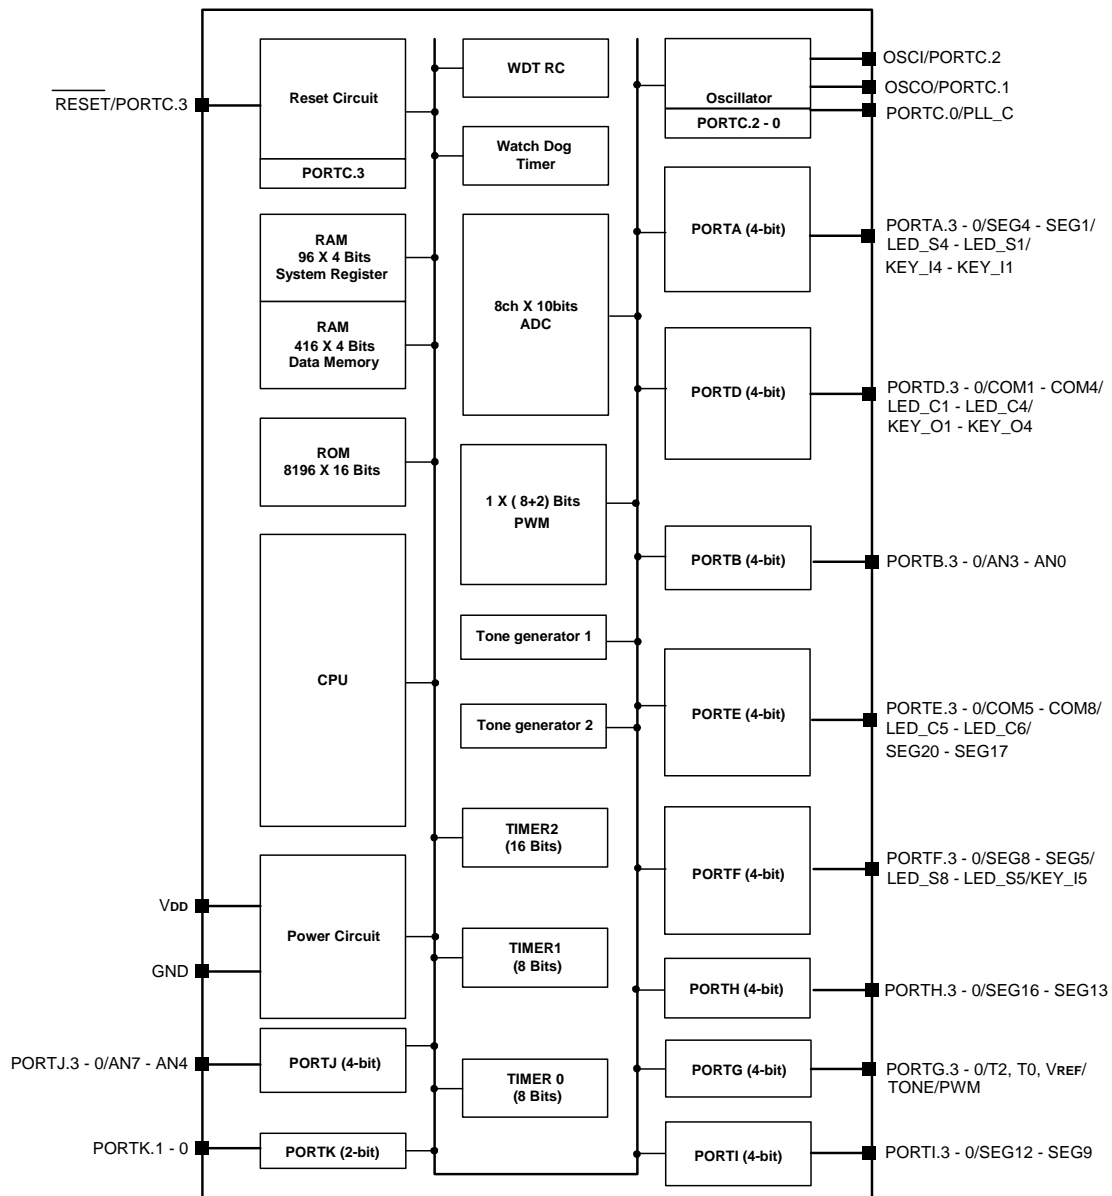 RESET/PORTC.3
Reset Circuit
PORTC.3
RAM
96 X 4 Bits
System Register
RAM
416 X 4 Bits
Data Memory
ROM
8196 X 16 Bits
CPU
VDD
GND
Power Circuit
PORTJ.3 - 0/AN7 - AN4
PORTJ (4-bit)
PORTK.1 - 0
PORTK (2-bit)
WDT RC
Watch Dog
Timer
8ch X 10bits
ADC
1 X ( 8+2) Bits
PWM
Tone generator 1
Tone generator 2
TIMER2
(16 Bits)
TIMER1
(8 Bits)
TIMER 0
(8 Bits)
Oscillator
PORTC.2 - 0
OSCI/PORTC.2
OSCO/PORTC.1
PORTC.0/PLL_C
PORTA (4-bit)
PORTA.3 - 0/SEG4 - SEG1/
LED_S4 - LED_S1/
KEY_I4 - KEY_I1
PORTD (4-bit)
PORTD.3 - 0/COM1 - COM4/
LED_C1 - LED_C4/
KEY_O1 - KEY_O4
PORTB (4-bit)
PORTB.3 - 0/AN3 - AN0
PORTE (4-bit)
PORTE.3 - 0/COM5 - COM8/
LED_C5 - LED_C6/
SEG20 - SEG17
PORTF (4-bit)
PORTF.3 - 0/SEG8 - SEG5/
LED_S8 - LED_S5/KEY_I5
PORTH (4-bit)
PORTH.3 - 0/SEG16 - SEG13
PORTG (4-bit)
PORTG.3 - 0/T2, T0, VREF/
TONE/PWM
PORTI (4-bit)
PORTI.3 - 0/SEG12 - SEG9